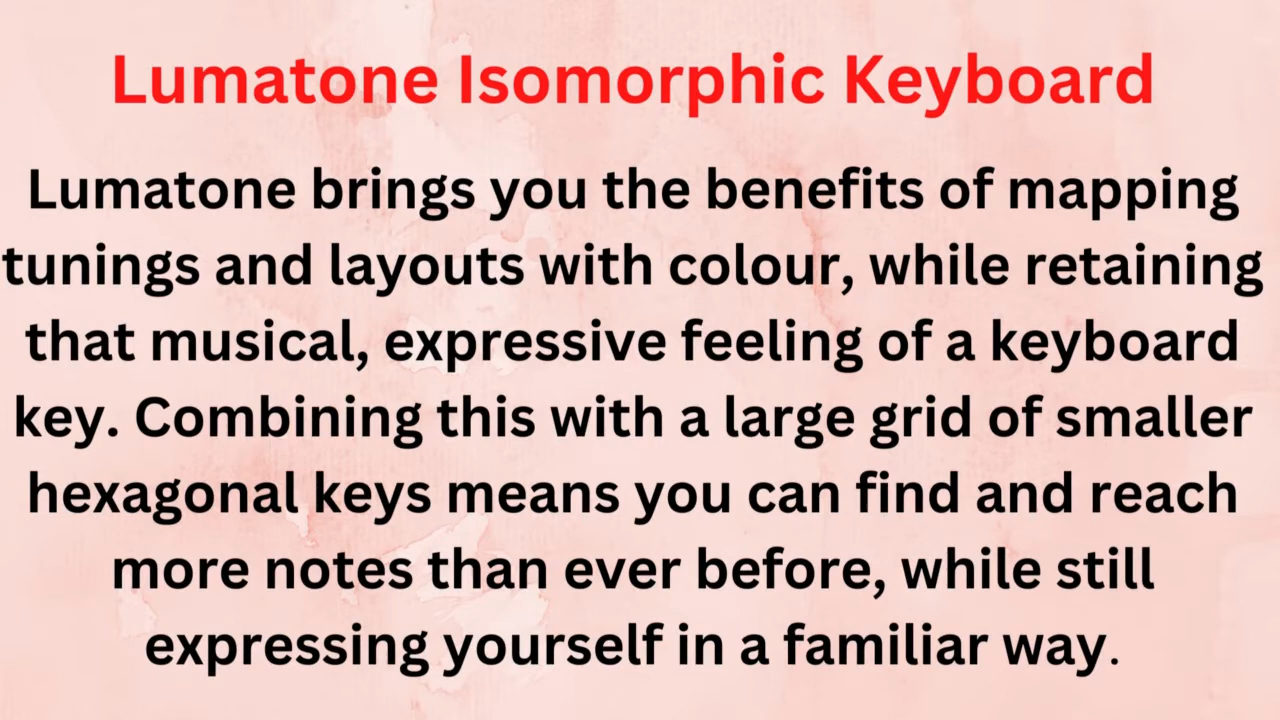 Lumatone Isomorphic Keyboard
Lumatone brings you the benefits of mapping
tunings and layouts with colour, while retaining
that musical, expressive feeling of a keyboard
key. Combining this with a large grid of smaller
hexagonal keys means you can find and reach
more notes than ever before, while still
expressing yourself in a familiar way.